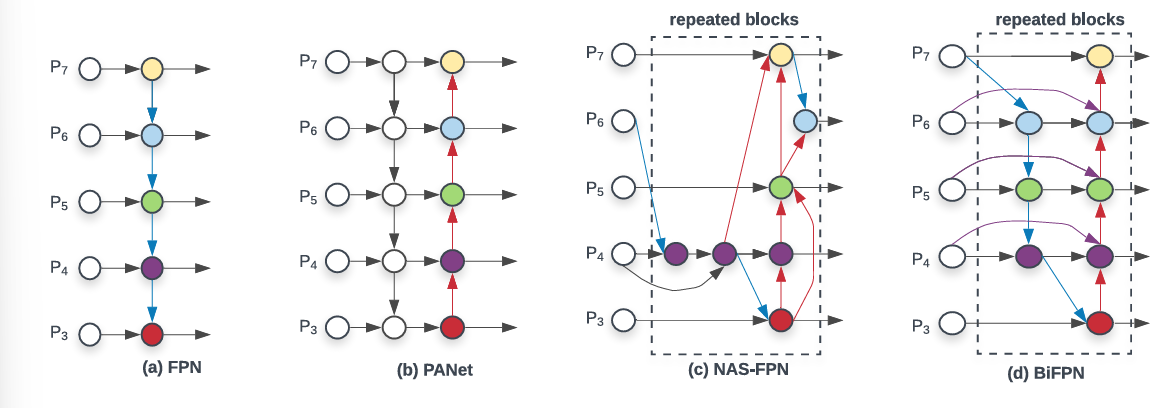 repeated blocks
repeated blocks
P7
P6
P5
P4
P3
(a) FPN
P7
P6
P5
P4
P3
(b) PANet
P7
P6
P5
P4
P3
(c) NAS-FPN
P7
P6
P5
P4
P3
(d) BiFPN